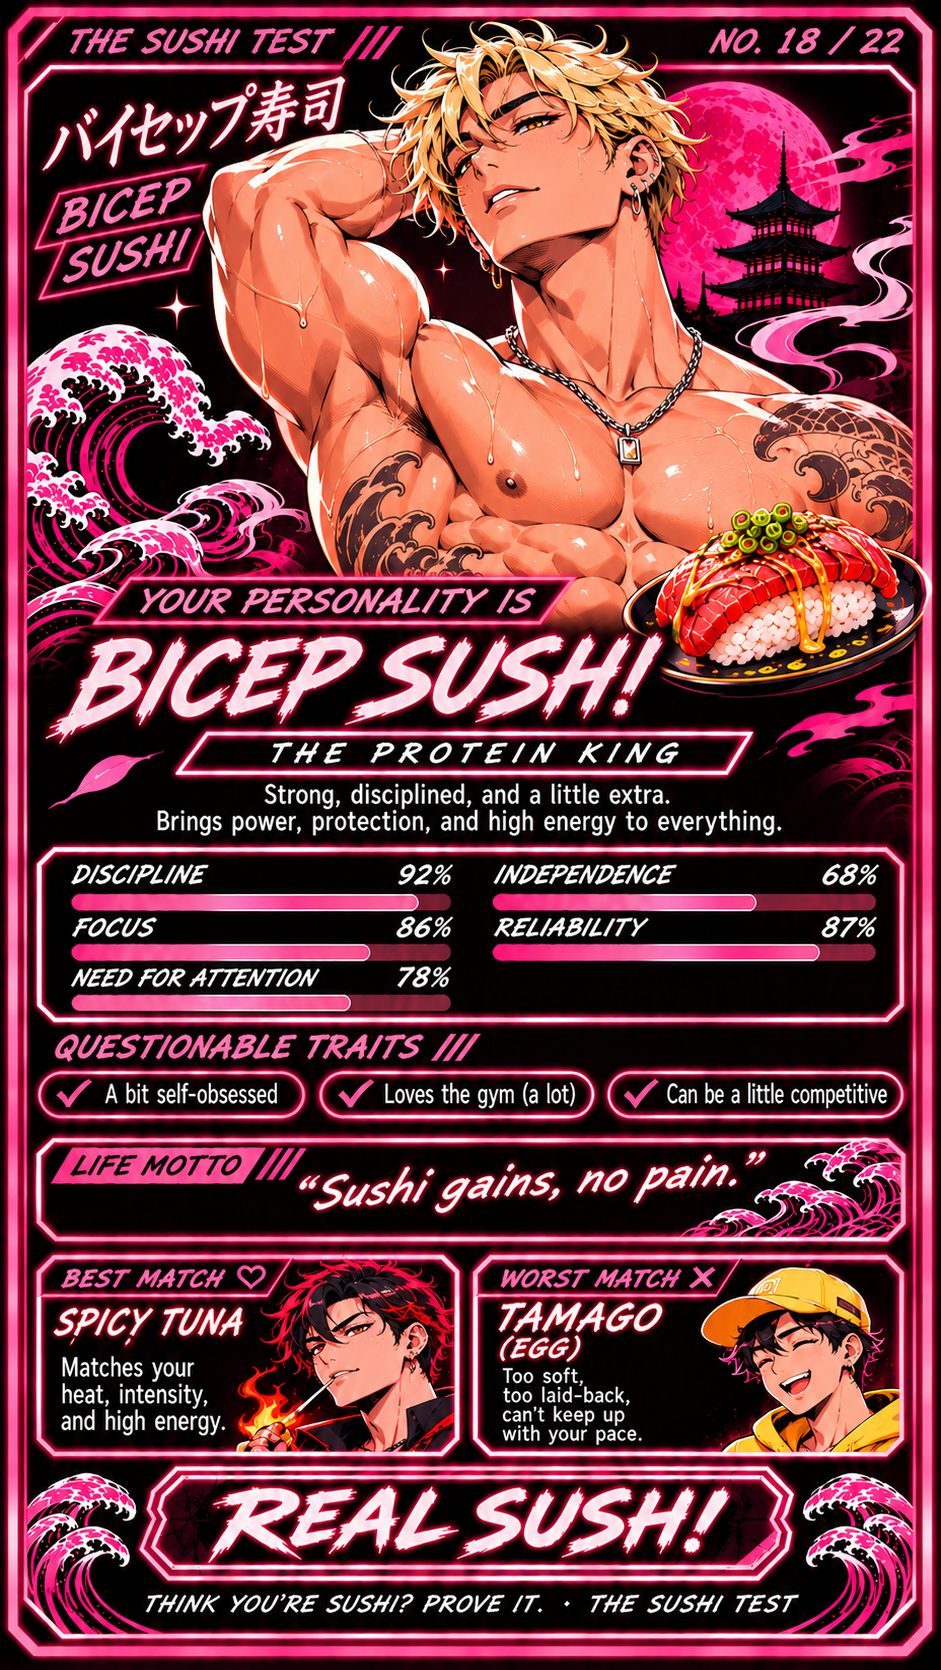 THE SUSHI TEST ///
NO. 18 / 22
バイセップ寿司
BICEP
SUSHI
YOUR PERSONALITY IS
BICEP SUSH!
THE PROTEIN KING
Strong, disciplined, and a little extra.
Brings power, protection, and high energy to everything.
DISCIPLINE 92%
INDEPENDENCE 68%
FOCUS 86%
RELIABILITY 87%
NEED FOR ATTENTION 78%
QUESTIONABLE TRAITS ///
✓ A bit self-obsessed
✓ Loves the gym (a lot)
✓ Can be a little competitive
LIFE MOTTO ///
“Sushi gains, no pain.”
BEST MATCH ♡
SPICY TUNA
Matches your
heat, intensity,
and high energy.
WORST MATCH ✕
TAMAGO
(EGG)
Too soft,
too laid-back,
can't keep up
with your pace.
REAL SUSH!
THINK YOU'RE SUSHI? PROVE IT. · THE SUSHI TEST